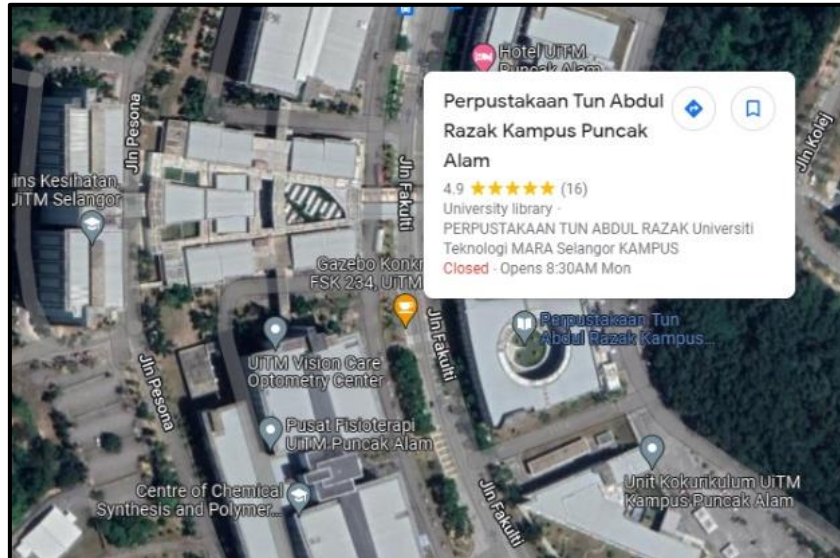 Hotel UiTM
Puncak Alam
Perpustakaan Tun Abdul
Razak Kampus Puncak
Alam
4.9 (16)
University library ·
PERPUSTAKAAN TUN ABDUL RAZAK Universiti
Teknologi MARA Selangor KAMPUS
Closed · Opens 8:30AM Mon
Jln Pesona
Jln Fakulti
Jln Kolej
ins Kesihatan,
UiTM Selangor
Gazebo Konkr
FSK 234, UiTM
Jln Fakulti
Perpustakaan Tun
Abdul Razak Kampus...
UiTM Vision Care
Optometry Center
Jln Pesona
Pusat Fisioterapi
UiTM Puncak Alam
Unit Kokurikulum UiTM
Kampus Puncak Alam
Centre of Chemical
Synthesis and Polymer...
Jln Fakulti